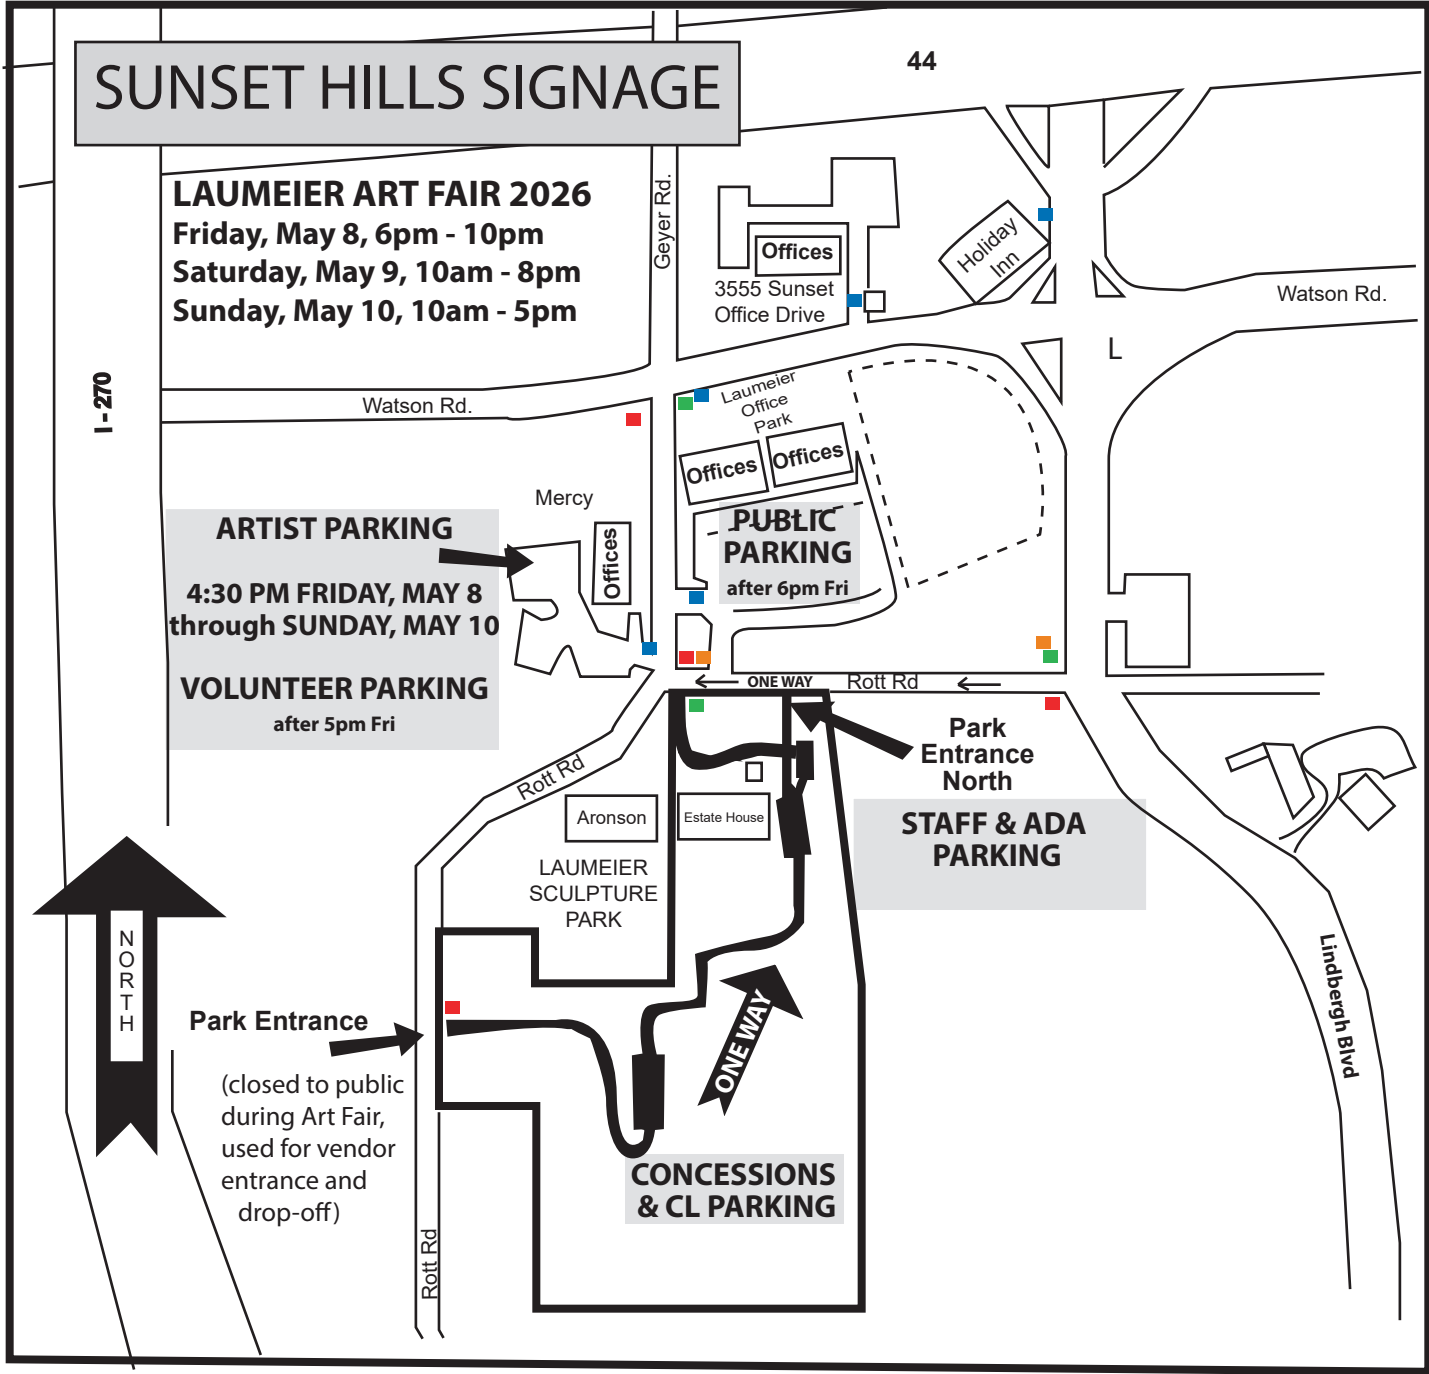 SUNSET HILLS SIGNAGE
44
LAUMEIER ART FAIR 2026
Friday, May 8, 6pm - 10pm
Saturday, May 9, 10am - 8pm
Sunday, May 10, 10am - 5pm
Geyer Rd.
Offices
3555 Sunset
Office Drive
Holiday
Inn
Watson Rd.
L
I - 270
Watson Rd.
Laumeier
Office
Park
Offices
Offices
Mercy
Offices
ARTIST PARKING
4:30 PM FRIDAY, MAY 8
through SUNDAY, MAY 10
VOLUNTEER PARKING
after 5pm Fri
PUBLIC
PARKING
after 6pm Fri
ONE WAY
Rott Rd
Park
Entrance
North
Rott Rd
Aronson
Estate House
STAFF & ADA
PARKING
LAUMEIER
SCULPTURE
PARK
NORTH
Park Entrance
(closed to public
during Art Fair,
used for vendor
entrance and
drop-off)
ONE WAY
Lindbergh Blvd
CONCESSIONS
& CL PARKING
Rott Rd